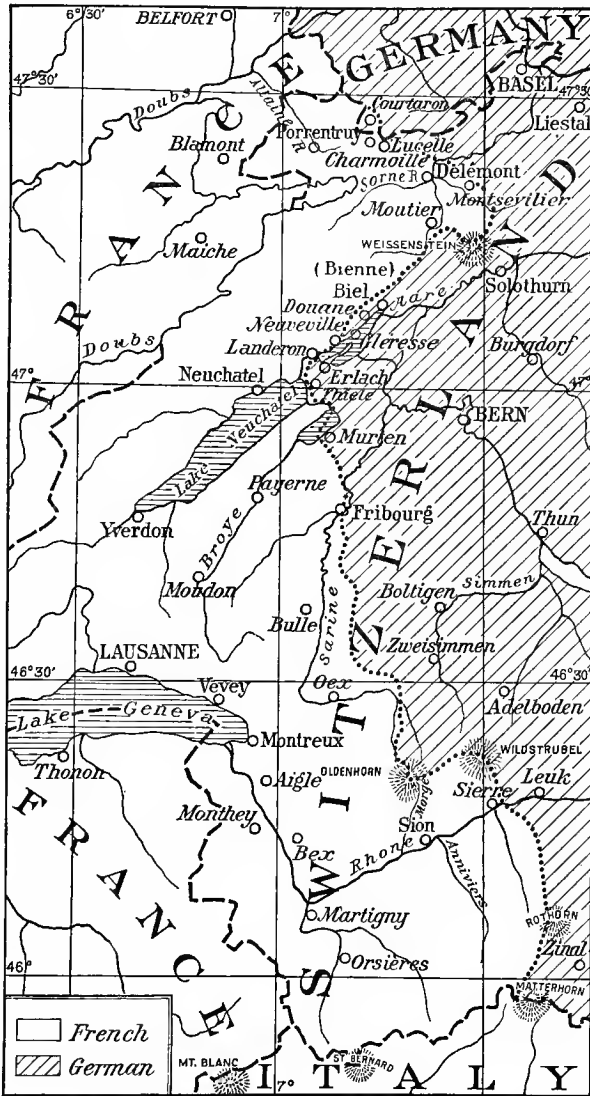 6°30'
BELFORT
7°
GERMANY
47°30'
BASEL
47°30'
Doubs
Allaine R
Courtaron
Liestal
Porrentruy
Lucelle
Blamont
Charmoille
Délemont
Sorne R
Montsevilier
Moutier
Maiche
WEISSENSTEIN
Solothurn
(Bienne)
Biel
Aare
Douane
Neuveville
Héresse
Doubs
Landeron
Burgdorf
47°
Neuchatel
Erlach
47°
Thiele
BERN
Lake Neuchatel
Murten
Payerne
Fribourg
Yverdon
Broye
Thun
Moudon
Simmen
Boltigen
Bulle
Sarine
Zweisimmen
LAUSANNE
46°30'
46°30'
Vevey
Oex
Adelboden
Lake Geneva
Montreux
Thonon
Aigle
OLDENHORN
WILDSTRUBEL
Leuk
Morge
Sierre
Monthey
Bex
Sion
Rhone
Anniviers
Martigny
ROTHORN
Zinal
46°
Orsières
MATTERHORN
FRANCE
FRANCE
SWITZERLAND
French
German
MT. BLANC
ST BERNARD
ITALY
7°